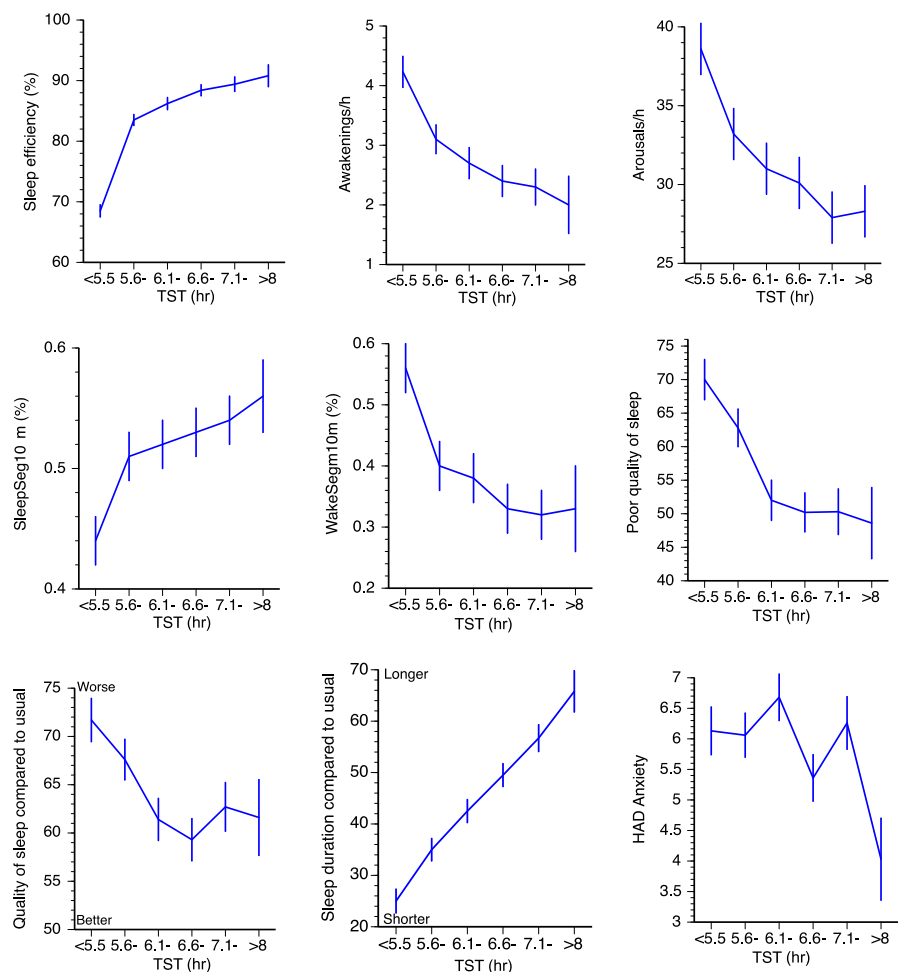 Sleep efficiency (%)
100
90
80
70
60
<5.5 5.6- 6.1- 6.6- 7.1- >8
TST (hr)
Awakenings/h
5
4
3
2
1
<5.5 5.6- 6.1- 6.6- 7.1- >8
TST (hr)
Arousals/h
40
35
30
25
<5.5 5.6- 6.1- 6.6- 7.1- >8
TST (hr)
SleepSeg10 m (%)
0.6
0.5
0.4
<5.5 5.6- 6.1- 6.6- 7.1- >8
TST (hr)
WakeSegm10m (%)
0.6
0.5
0.4
0.3
0.2
<5.5 5.6- 6.1- 6.6- 7.1- >8
TST (hr)
Poor quality of sleep
75
70
65
60
55
50
45
40
<5.5 5.6- 6.1- 6.6- 7.1- >8
TST (hr)
Quality of sleep compared to usual
Worse
75
70
65
60
55
50
Better
<5.5 5.6- 6.1- 6.6- 7.1- >8
TST (hr)
Sleep duration compared to usual
70
Longer
60
50
40
30
20
Shorter
<5.5 5.6- 6.1- 6.6- 7.1- >8
TST (hr)
HAD Anxiety
7
6.5
6
5.5
5
4.5
4
3.5
3
<5.5 5.6- 6.1- 6.6- 7.1- >8
TST (hr)